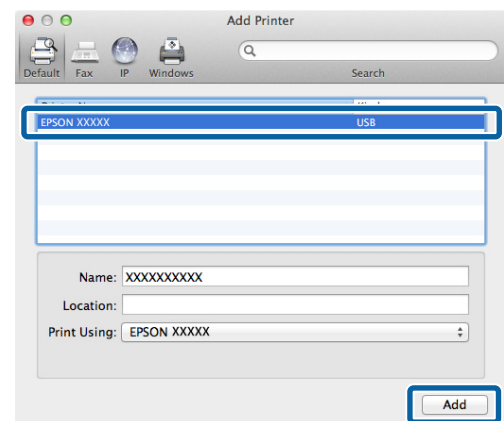 Add Printer
Default Fax IP Windows Search
EPSON XXXXX USB
Name: XXXXXXXXXX
Location:
Print Using: EPSON XXXXX
Add